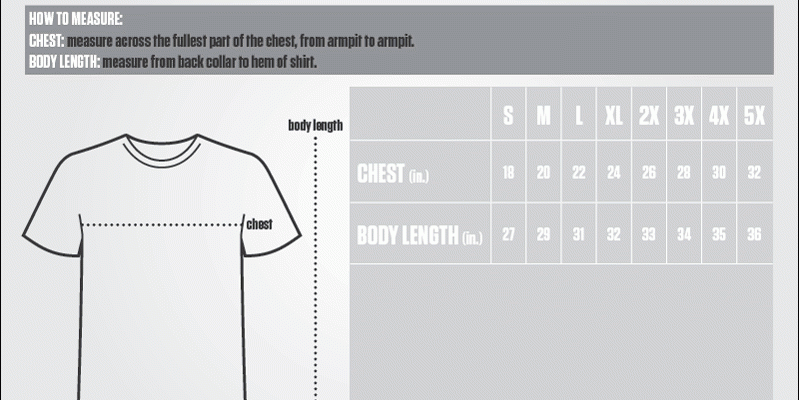 HOW TO MEASURE:
CHEST: measure across the fullest part of the chest, from armpit to armpit.
BODY LENGTH: measure from back collar to hem of shirt.
body length
chest
S M L XL 2X 3X 4X 5X
CHEST (in.) 18 20 22 24 26 28 30 32
BODY LENGTH (in.) 27 29 31 32 33 34 35 36